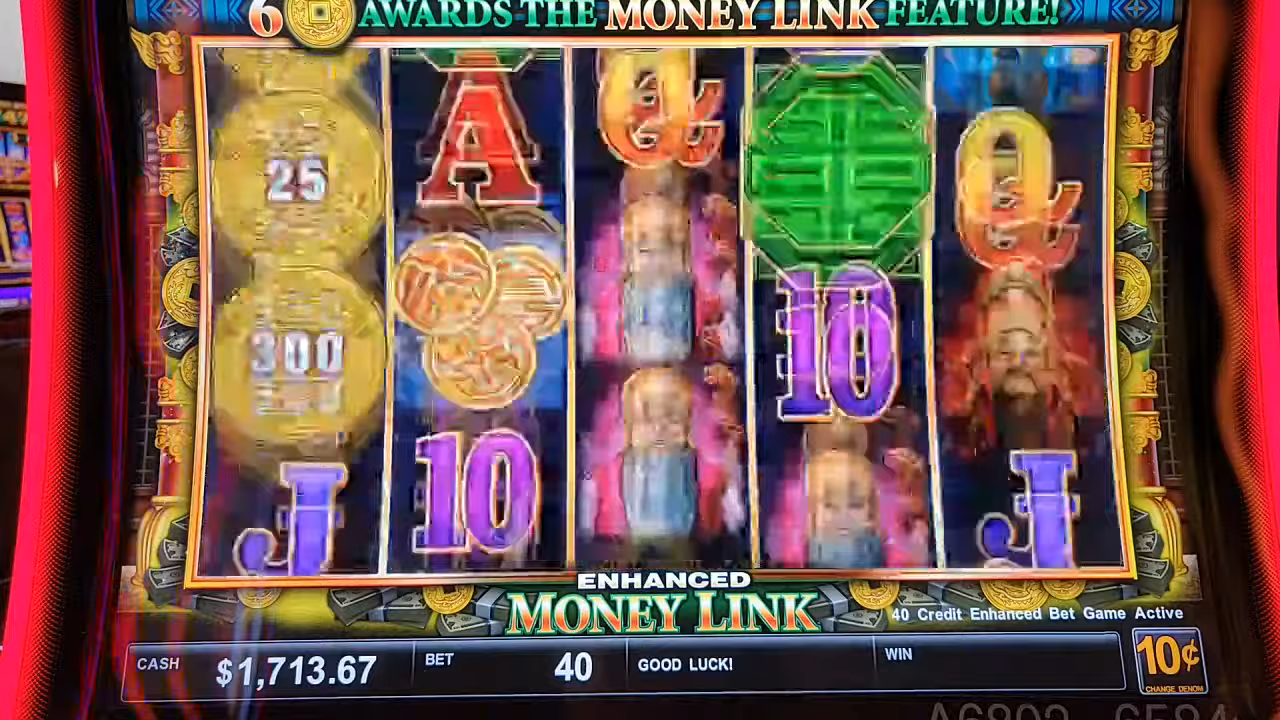 6 AWARDS THE MONEY LINK FEATURE!
25 A Q Q
300 10
J 10 J
ENHANCED
MONEY LINK
40 Credit Enhanced Bet Game Active
CASH $1,713.67 BET 40 GOOD LUCK! WIN
10¢
CHANGE DENOM